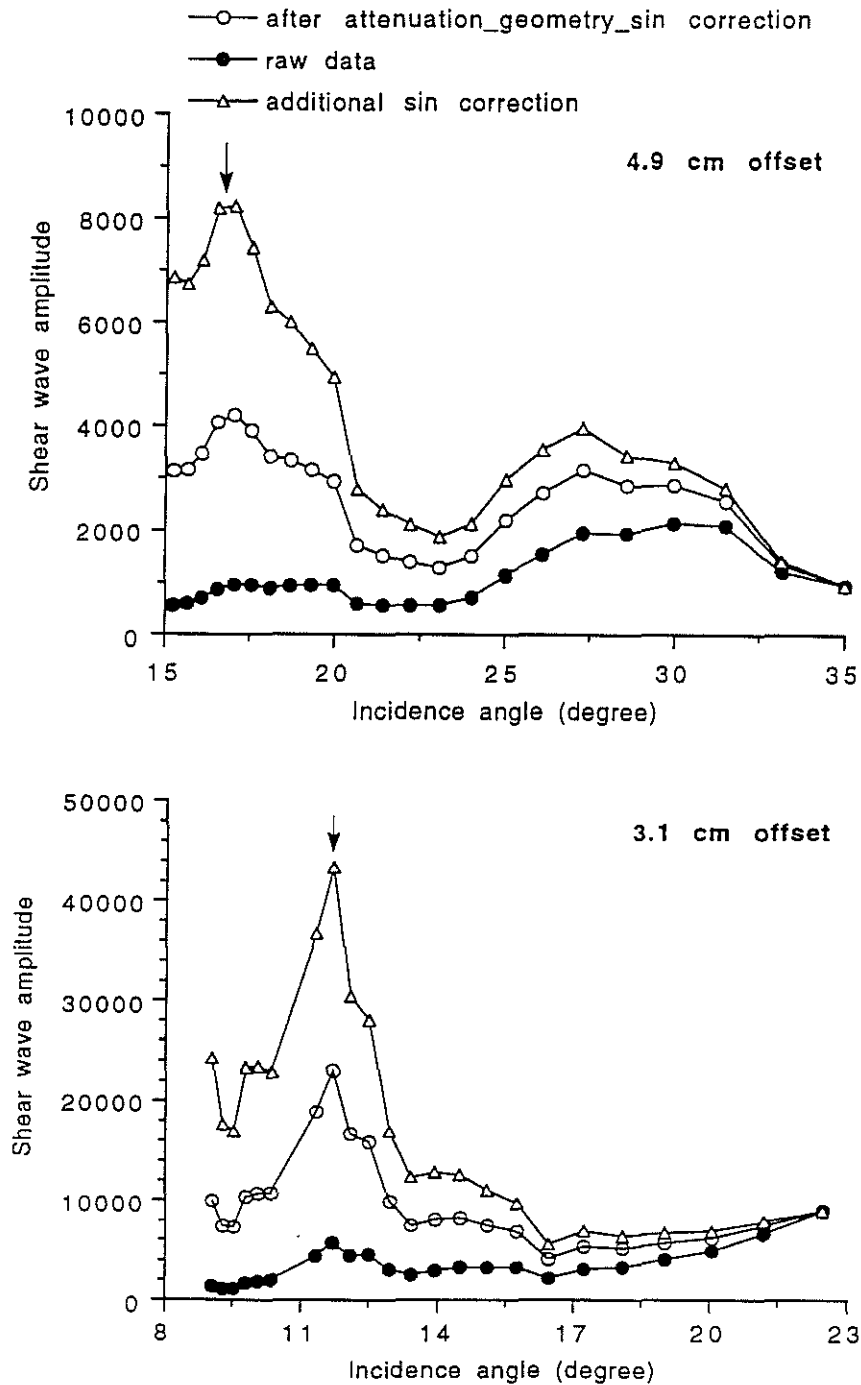 after attenuation_geometry_sin correction
raw data
additional sin correction
4.9 cm offset
Shear wave amplitude
10000
8000
6000
4000
2000
0
15 20 25 30 35
Incidence angle (degree)
3.1 cm offset
Shear wave amplitude
50000
40000
30000
20000
10000
0
8 11 14 17 20 23
Incidence angle (degree)